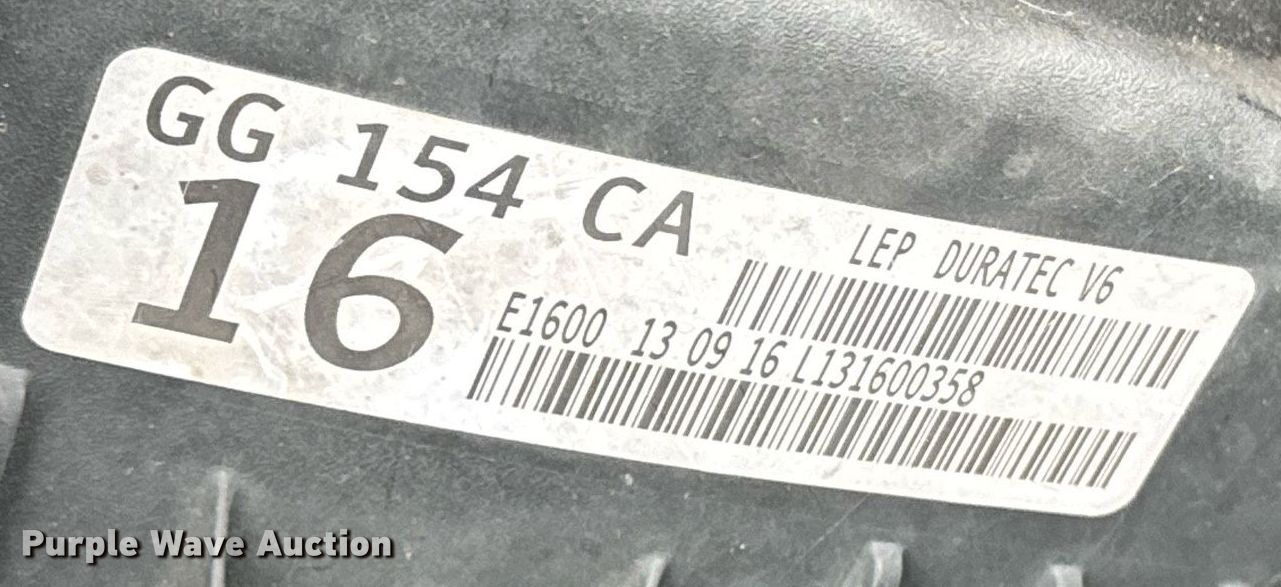 GG 154 CA
16
LEP DURATEC V6
E1600 13 09 16 L131600358
Purple Wave Auction